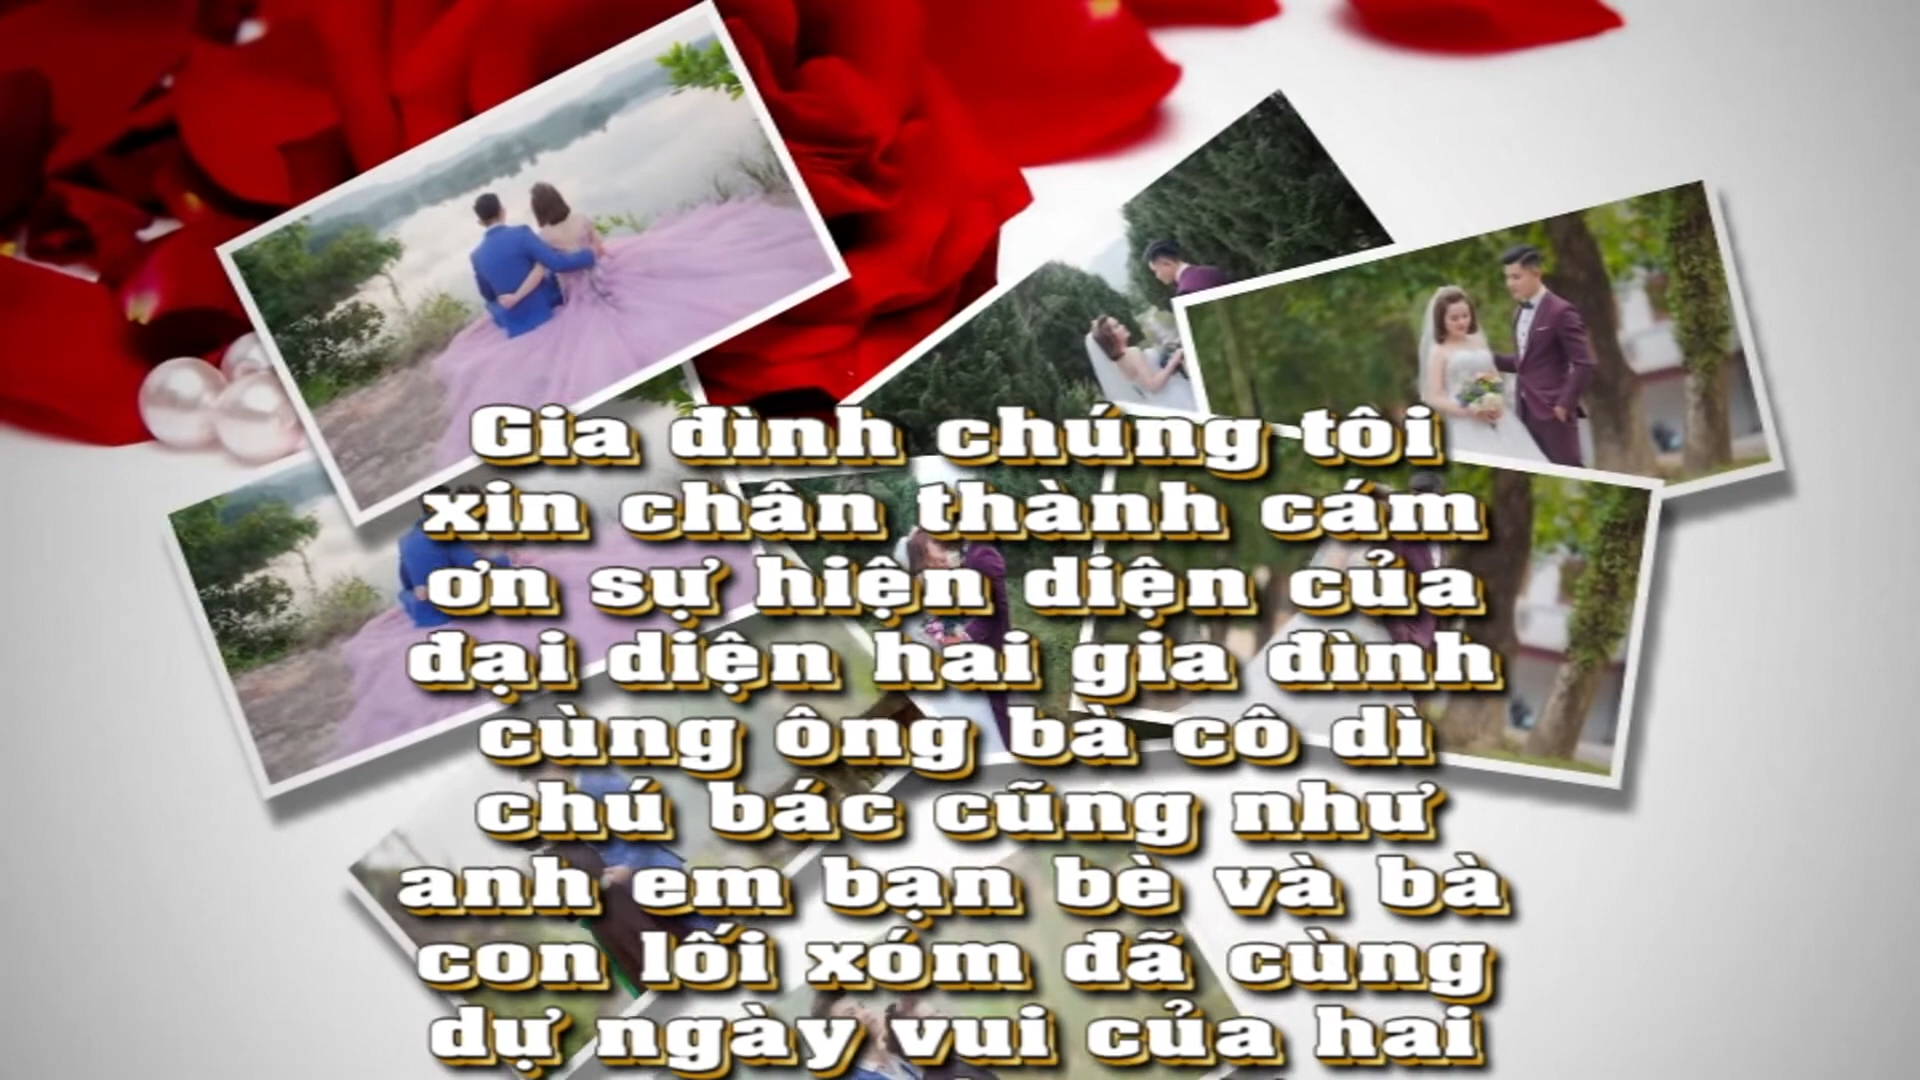 Gia đình chúng tôi
xin chân thành cám
ơn sự hiện diện của
đại diện hai gia đình
cùng ông bà cô dì
chú bác cũng như
anh em bạn bè và bà
con lối xóm đã cùng
dự ngày vui của hai